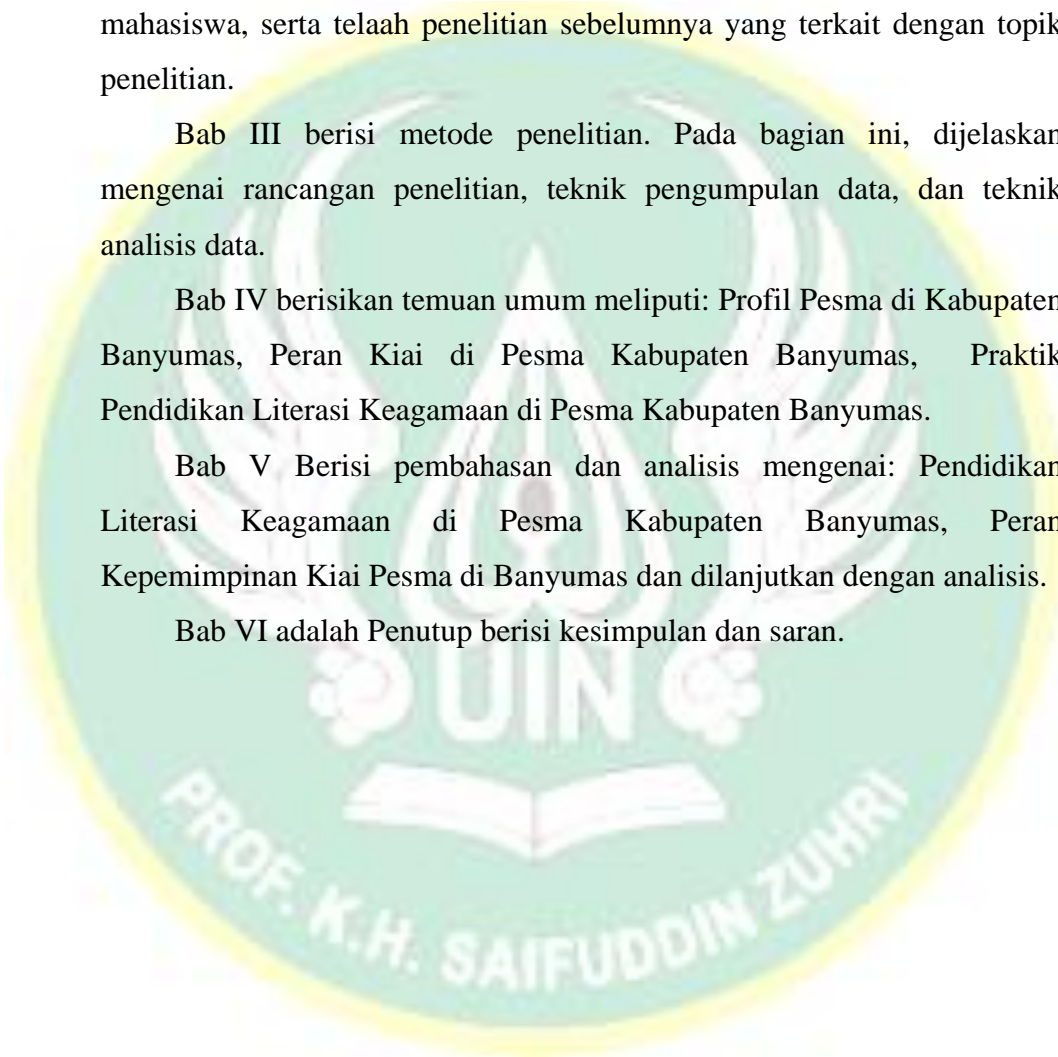 mahasiswa, serta telaah penelitian sebelumnya yang terkait dengan topik
penelitian.
Bab III berisi metode penelitian. Pada bagian ini, dijelaskan
mengenai rancangan penelitian, teknik pengumpulan data, dan teknik
analisis data.
Bab IV berisikan temuan umum meliputi: Profil Pesma di Kabupaten
Banyumas, Peran Kiai di Pesma Kabupaten Banyumas, Praktik
Pendidikan Literasi Keagamaan di Pesma Kabupaten Banyumas.
Bab V Berisi pembahasan dan analisis mengenai: Pendidikan
Literasi Keagamaan di Pesma Kabupaten Banyumas, Peran
Kepemimpinan Kiai Pesma di Banyumas dan dilanjutkan dengan analisis.
Bab VI adalah Penutup berisi kesimpulan dan saran.
UIN
PROF. K.H. SAIFUDDIN ZUHRI